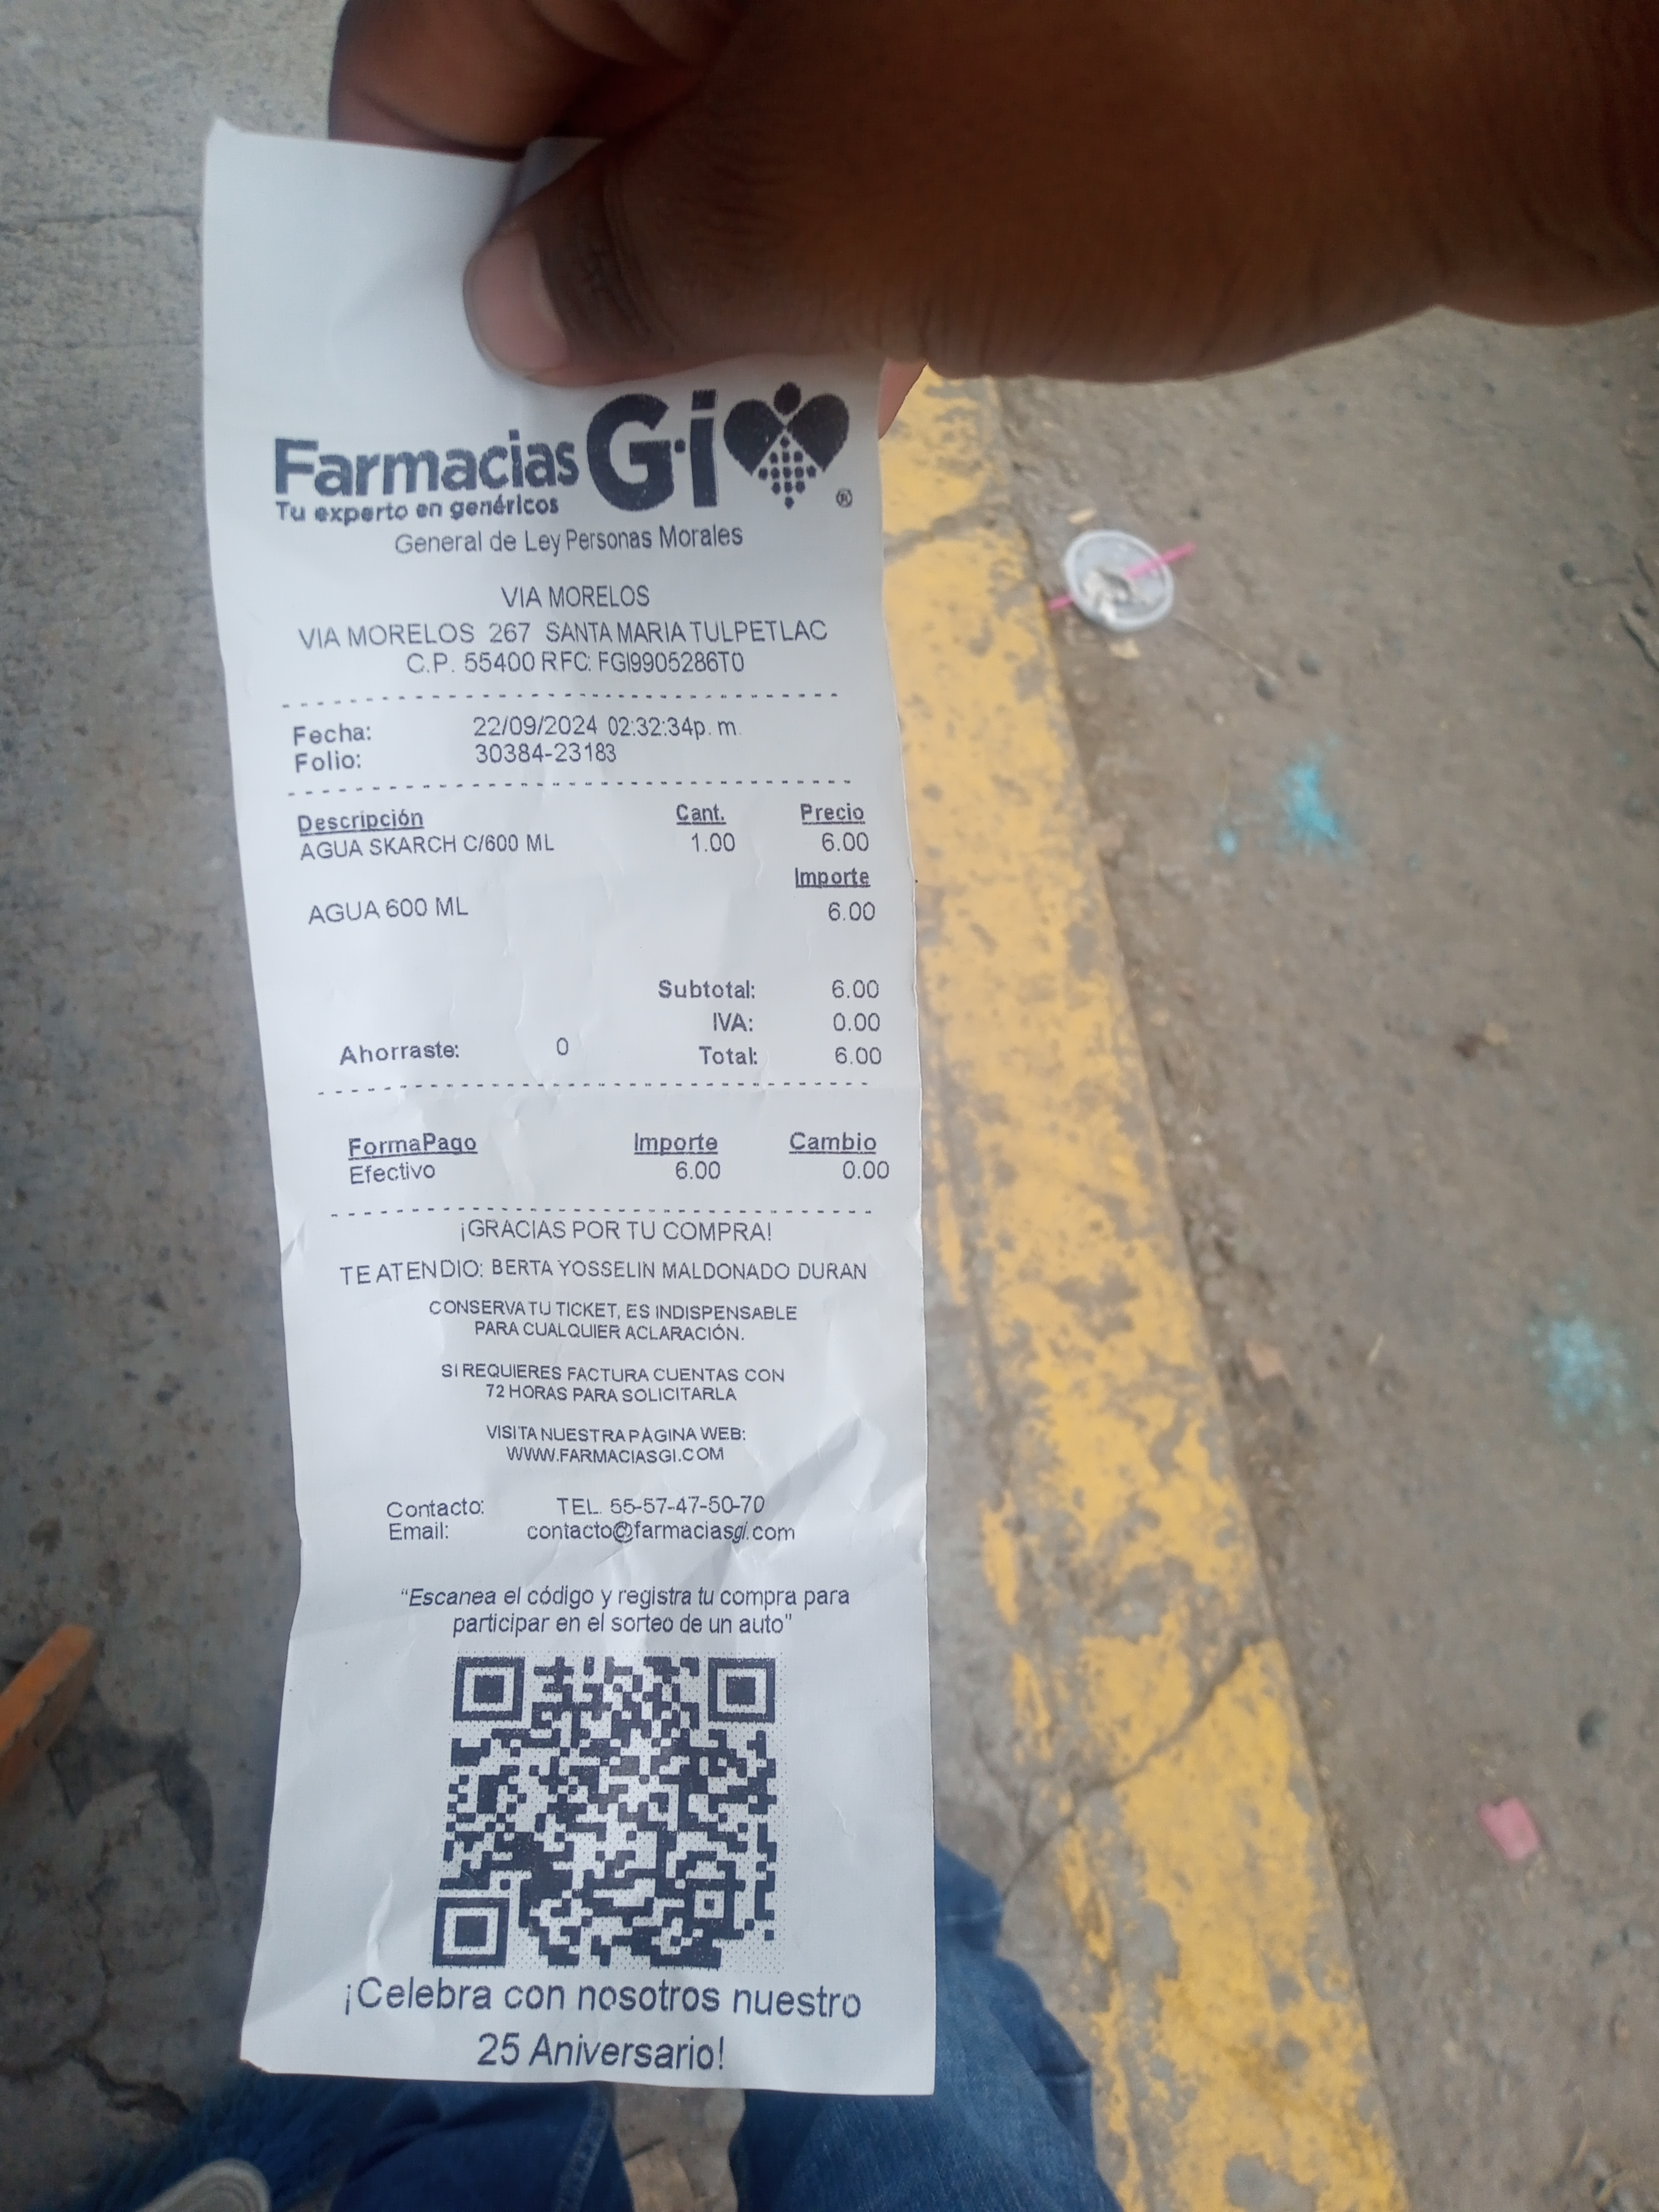 Farmacias G·i ®
Tu experto en genéricos
General de Ley Personas Morales
VIA MORELOS
VIA MORELOS 267 SANTA MARIA TULPETLAC
C.P. 55400 RFC: FGI9905286T0
Fecha: 22/09/2024 02:32:34p. m.
Folio: 30384-23183
Descripción Cant. Precio
AGUA SKARCH C/600 ML 1.00 6.00
Importe
AGUA 600 ML 6.00
Subtotal: 6.00
IVA: 0.00
Ahorraste: 0 Total: 6.00
FormaPago Importe Cambio
Efectivo 6.00 0.00
¡GRACIAS POR TU COMPRA!
TE ATENDIO: BERTA YOSSELIN MALDONADO DURAN
CONSERVA TU TICKET, ES INDISPENSABLE
PARA CUALQUIER ACLARACIÓN.
SI REQUIERES FACTURA CUENTAS CON
72 HORAS PARA SOLICITARLA
VISITA NUESTRA PÁGINA WEB:
WWW.FARMACIASGI.COM
Contacto: TEL. 55-57-47-50-70
Email: contacto@farmaciasgi.com
“Escanea el código y registra tu compra para
participar en el sorteo de un auto”
¡Celebra con nosotros nuestro
25 Aniversario!